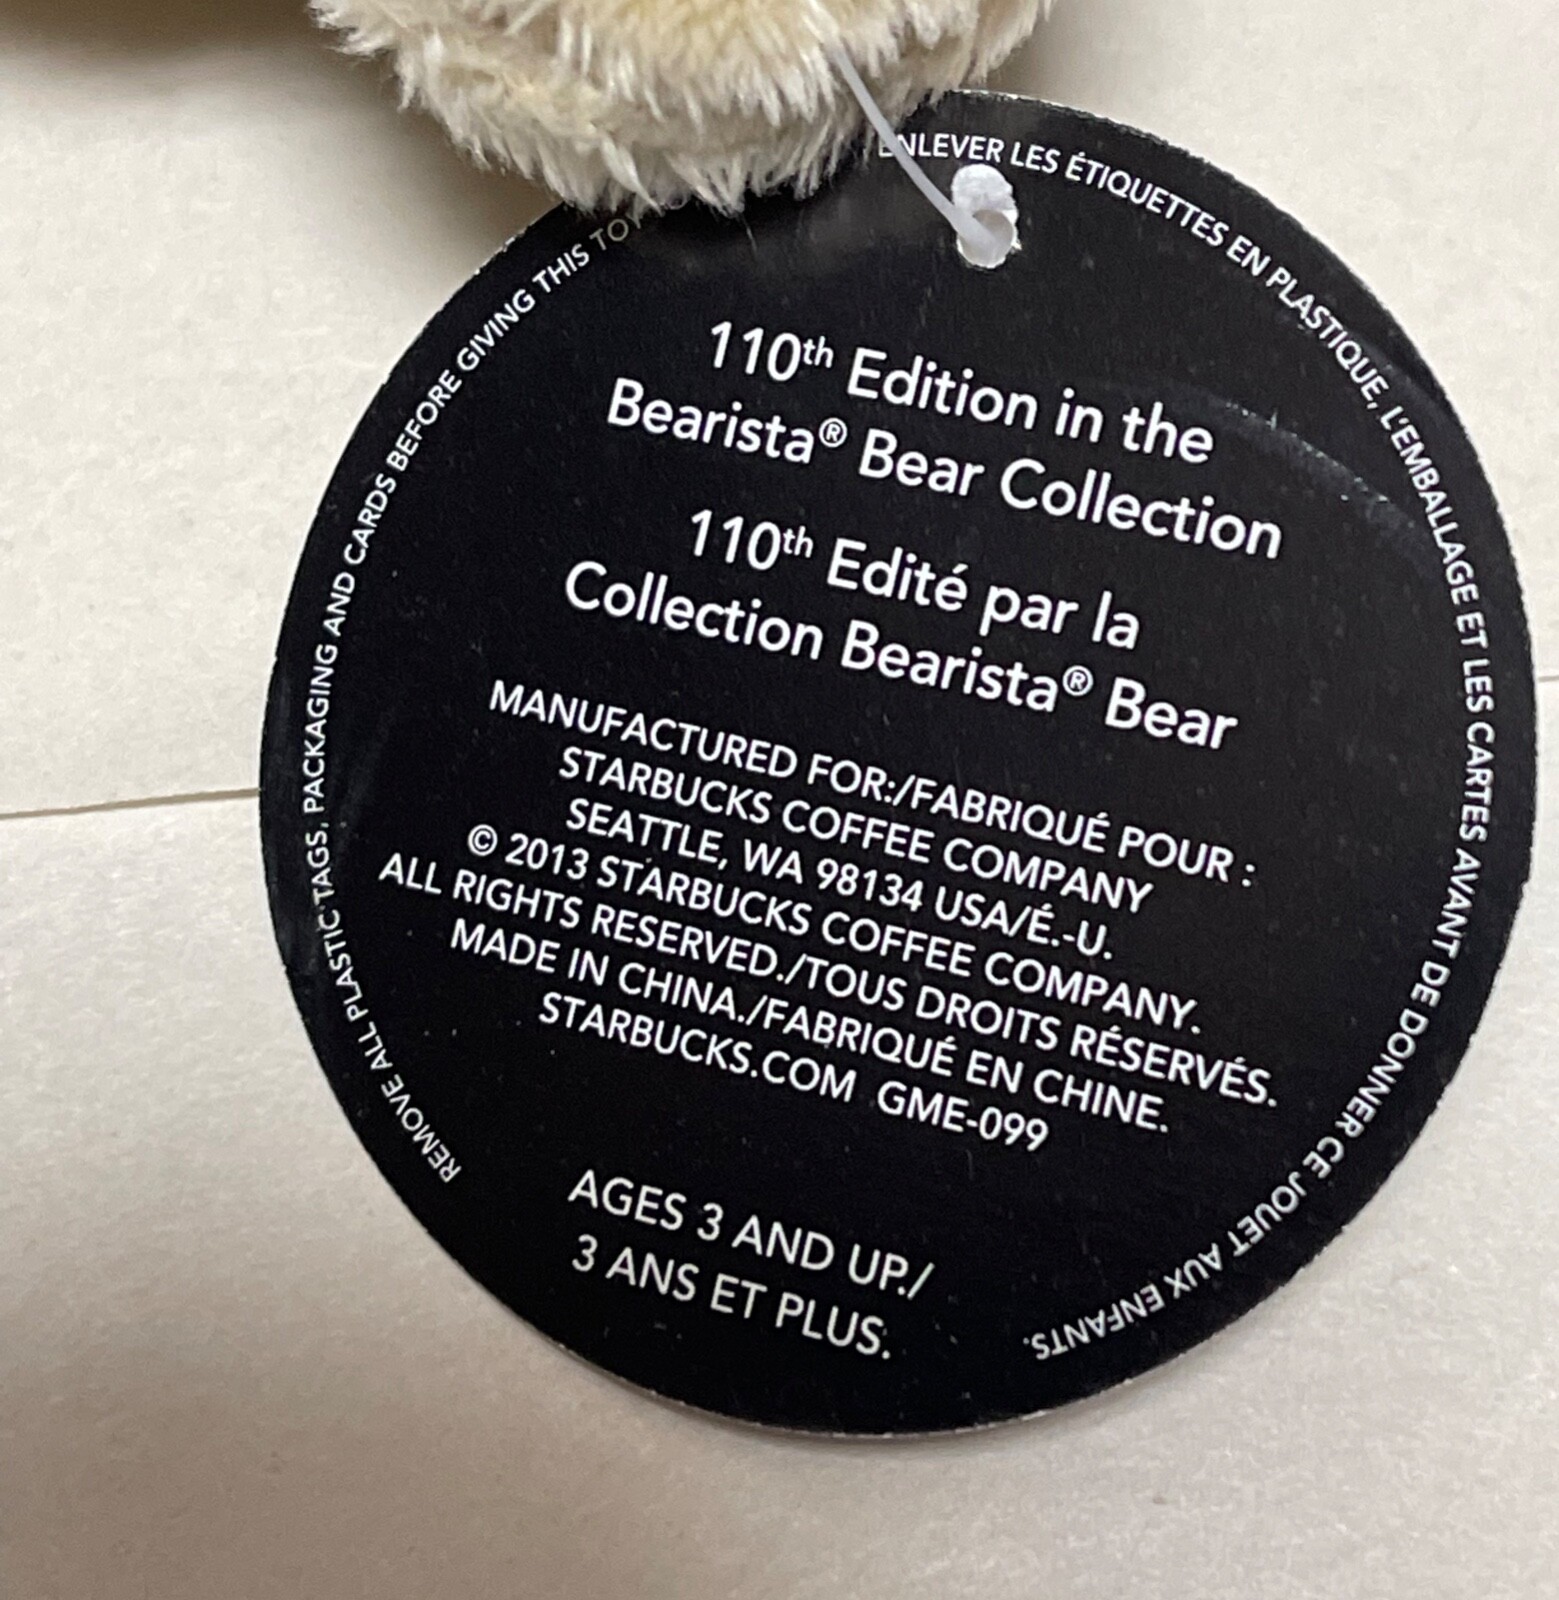 REMOVE ALL PLASTIC TAGS, PACKAGING AND CARDS BEFORE GIVING THIS TOY
ENLEVER LES ÉTIQUETTES EN PLASTIQUE, L'EMBALLAGE ET LES CARTES AVANT DE DONNER CE JOUET AUX ENFANTS.
110th Edition in the
Bearista® Bear Collection
110th Edité par la
Collection Bearista® Bear
MANUFACTURED FOR:/FABRIQUÉ POUR :
STARBUCKS COFFEE COMPANY
SEATTLE, WA 98134 USA/É.-U.
© 2013 STARBUCKS COFFEE COMPANY.
ALL RIGHTS RESERVED./TOUS DROITS RÉSERVÉS.
MADE IN CHINA./FABRIQUÉ EN CHINE.
STARBUCKS.COM GME-099
AGES 3 AND UP./
3 ANS ET PLUS.